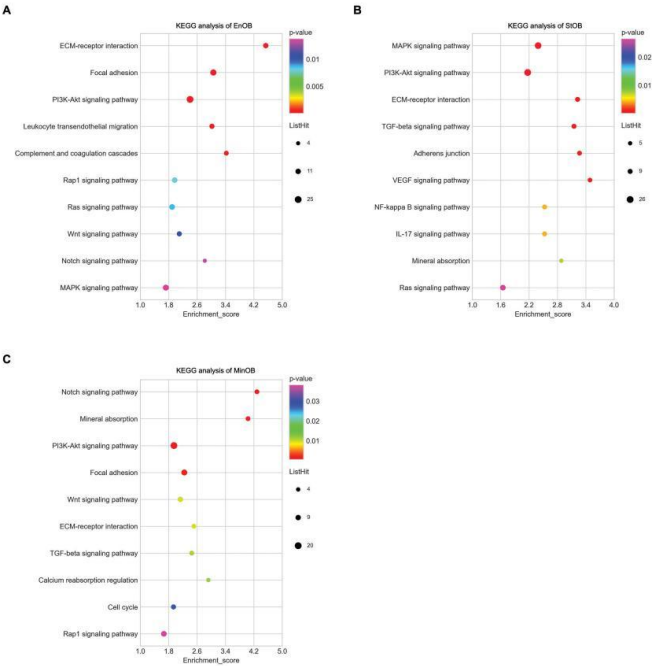 A
KEGG analysis of EnOB
ECM-receptor interaction
Focal adhesion
PI3K-Akt signaling pathway
Leukocyte transendothelial migration
Complement and coagulation cascades
Rap1 signaling pathway
Ras signaling pathway
Wnt signaling pathway
Notch signaling pathway
MAPK signaling pathway
1.0 1.8 2.6 3.4 4.2 5.0
Enrichment_score
p-value
0.01
0.005
ListHit
4
11
25
B
KEGG analysis of StOB
MAPK signaling pathway
PI3K-Akt signaling pathway
ECM-receptor interaction
TGF-beta signaling pathway
Adherens junction
VEGF signaling pathway
NF-kappa B signaling pathway
IL-17 signaling pathway
Mineral absorption
Ras signaling pathway
1.0 1.6 2.2 2.8 3.4 4.0
Enrichment_score
p-value
0.02
0.01
ListHit
5
9
26
C
KEGG analysis of MinOB
Notch signaling pathway
Mineral absorption
PI3K-Akt signaling pathway
Focal adhesion
Wnt signaling pathway
ECM-receptor interaction
TGF-beta signaling pathway
Calcium reabsorption regulation
Cell cycle
Rap1 signaling pathway
1.0 1.8 2.6 3.4 4.2 5.0
Enrichment_score
p-value
0.03
0.02
0.01
ListHit
4
9
20